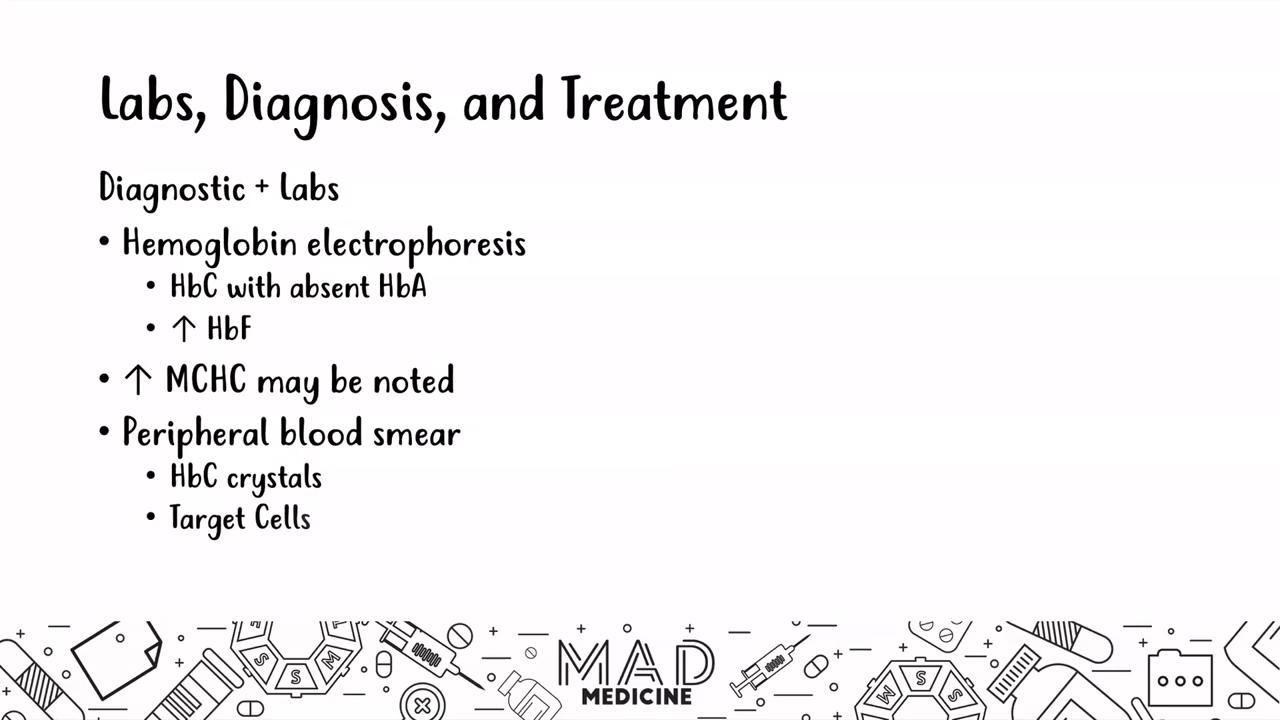 Labs, Diagnosis, and Treatment
Diagnostic + Labs
• Hemoglobin electrophoresis
• HbC with absent HbA
• ↑ HbF
• ↑ MCHC may be noted
• Peripheral blood smear
• HbC crystals
• Target Cells
S S M
MAD
MEDICINE
M S S